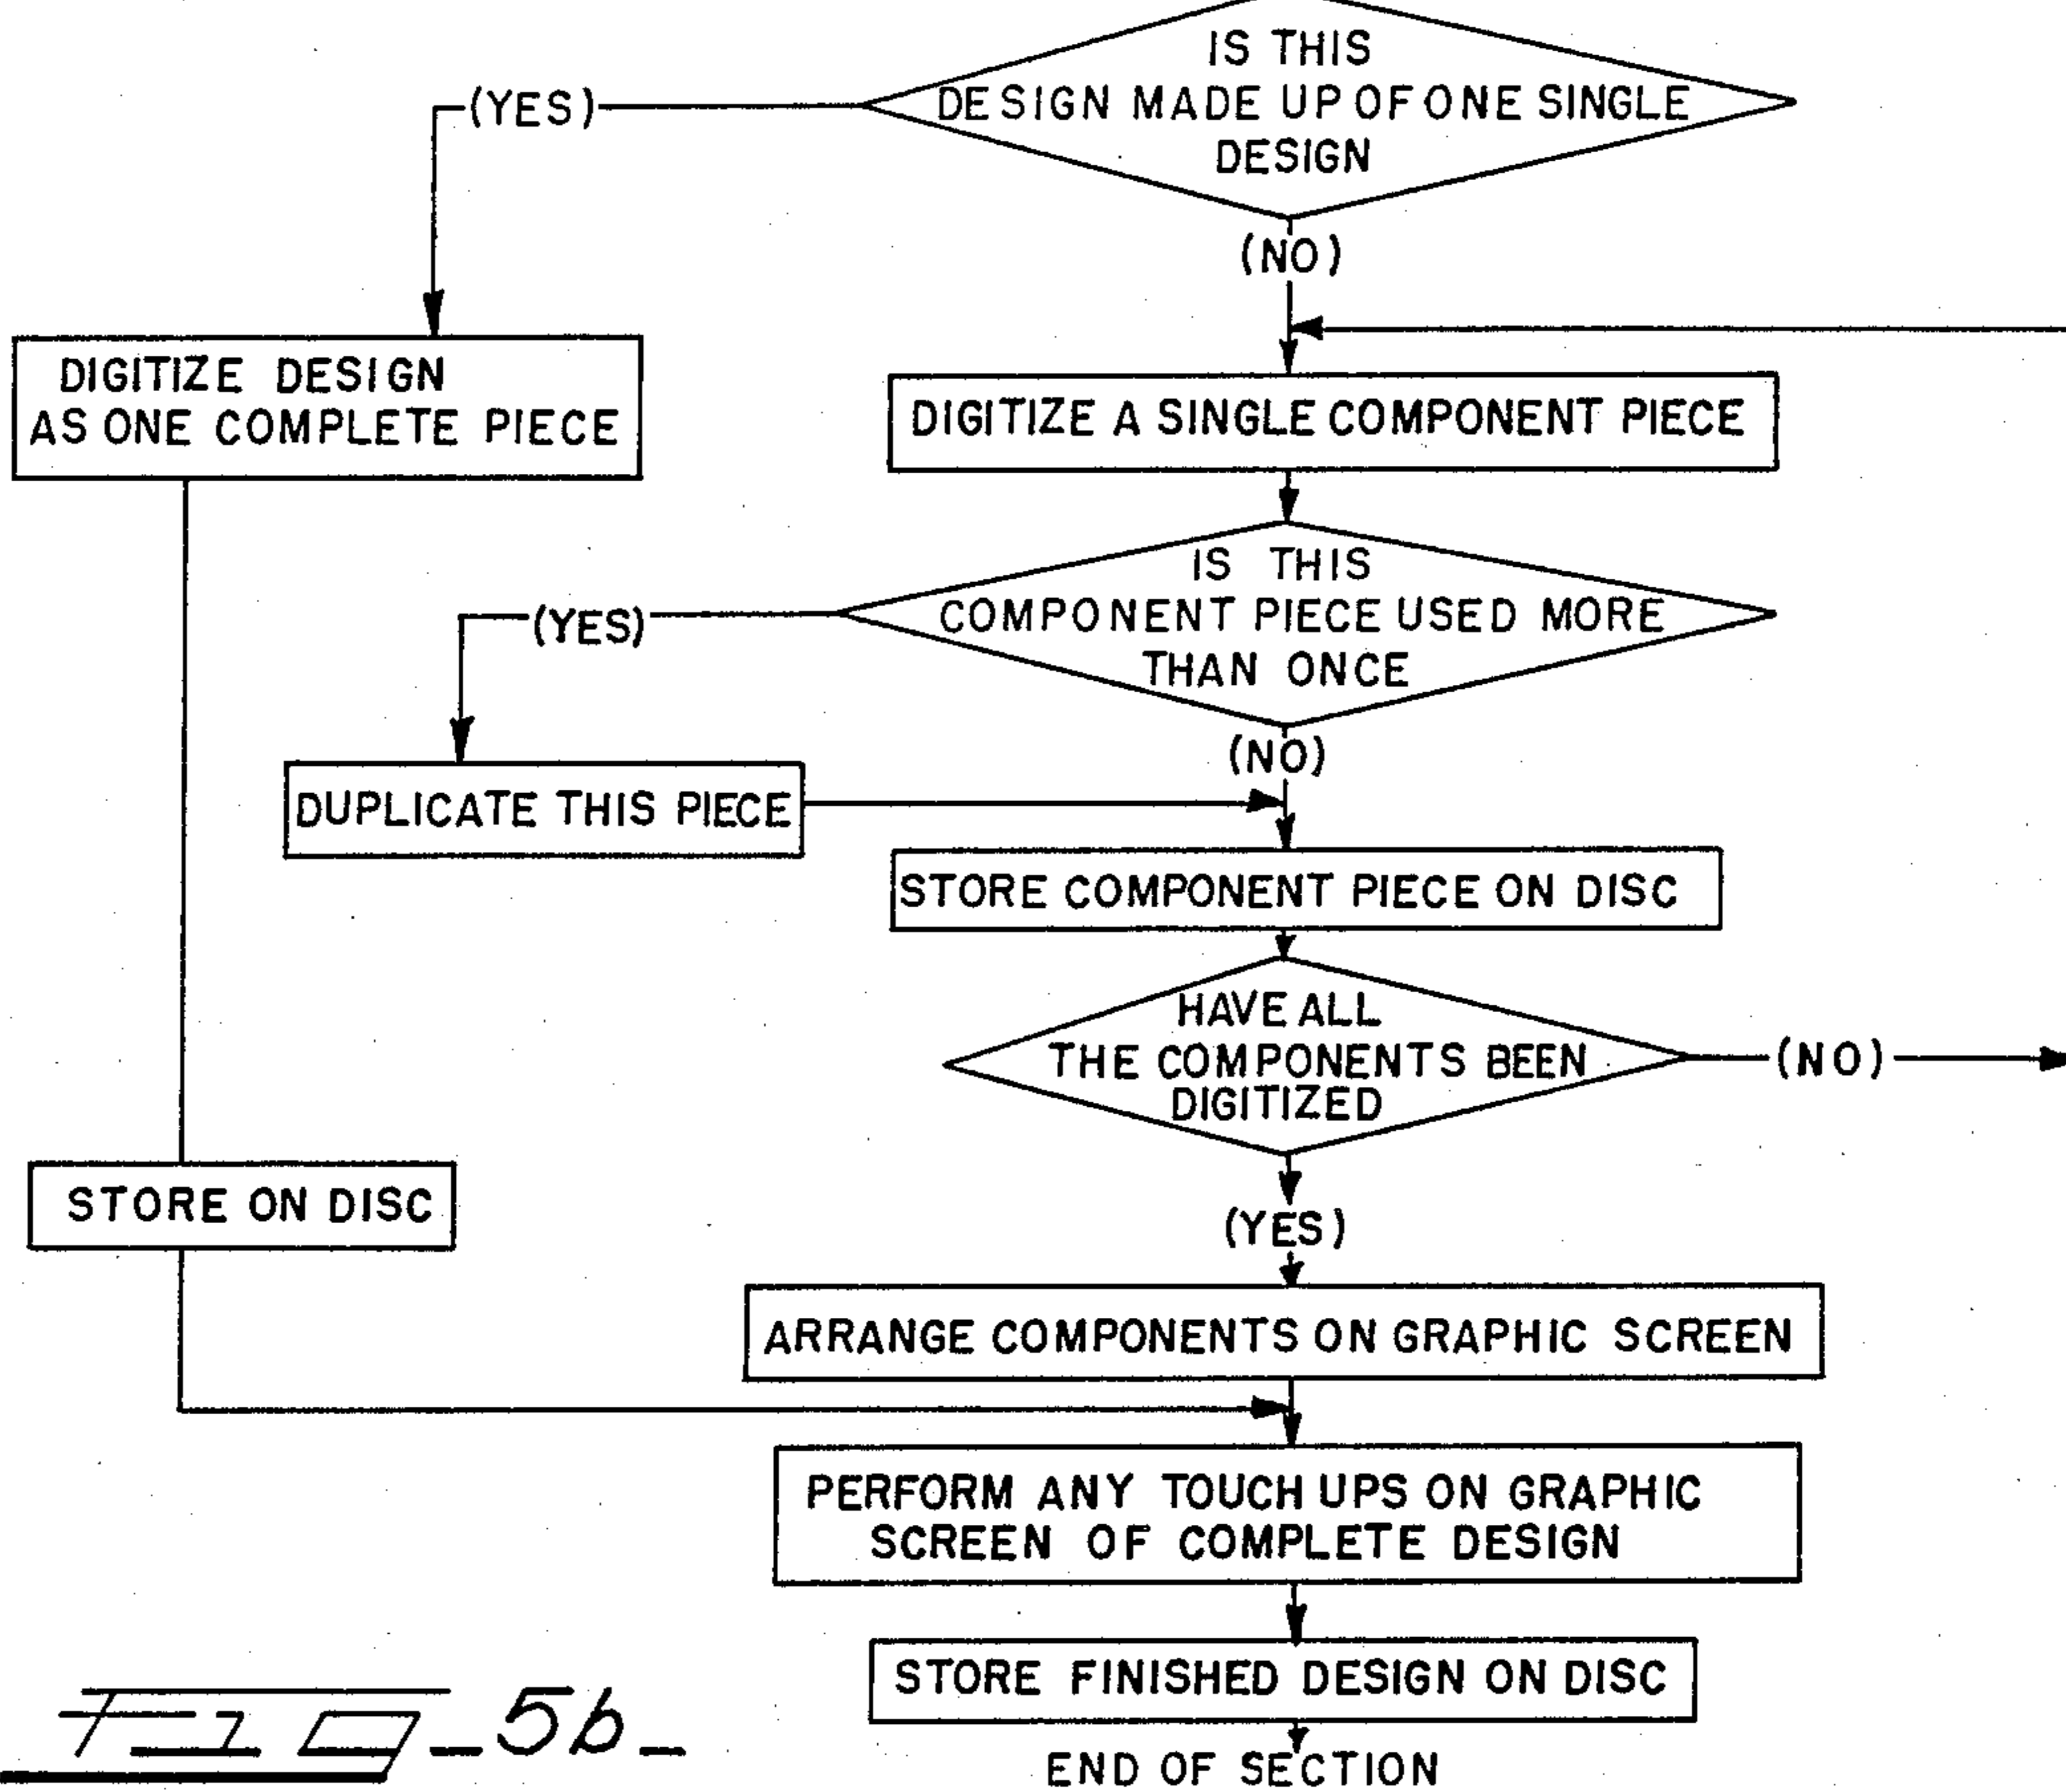 IS THIS
DESIGN MADE UP OF ONE SINGLE
DESIGN
(YES)
(NO)
DIGITIZE DESIGN
AS ONE COMPLETE PIECE
DIGITIZE A SINGLE COMPONENT PIECE
IS THIS
COMPONENT PIECE USED MORE
THAN ONCE
(YES)
(NO)
DUPLICATE THIS PIECE
STORE COMPONENT PIECE ON DISC
HAVE ALL
THE COMPONENTS BEEN
DIGITIZED
(NO)
STORE ON DISC
(YES)
ARRANGE COMPONENTS ON GRAPHIC SCREEN
PERFORM ANY TOUCH UPS ON GRAPHIC
SCREEN OF COMPLETE DESIGN
STORE FINISHED DESIGN ON DISC
END OF SECTION
FIG_5b_